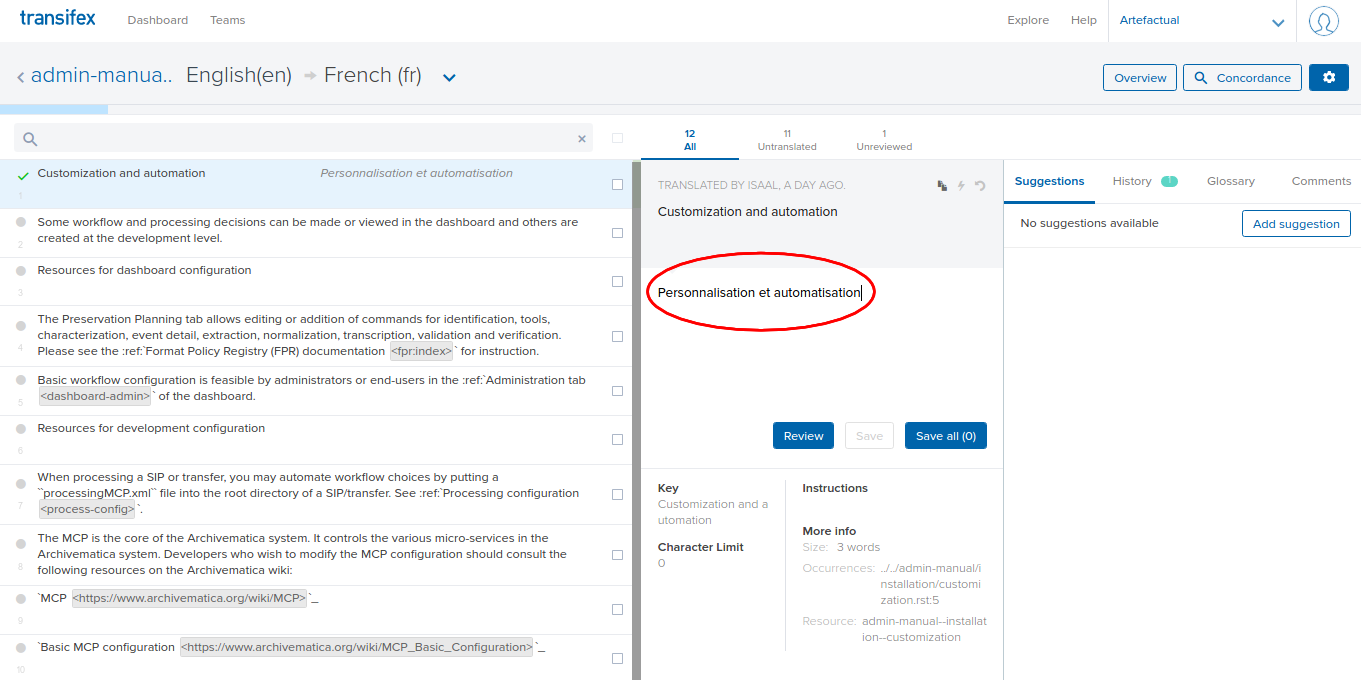 transifex Dashboard Teams Explore Help Artefactual
admin-manua.. English(en) French (fr) Overview Concordance
12 11 1
All Untranslated Unreviewed
Customization and automation Personnalisation et automatisation
1
Some workflow and processing decisions can be made or viewed in the dashboard and others are
created at the development level.
2
Resources for dashboard configuration
3
The Preservation Planning tab allows editing or addition of commands for identification, tools,
characterization, event detail, extraction, normalization, transcription, validation and verification.
Please see the :ref:`Format Policy Registry (FPR) documentation <fpr:index>` for instruction.
4
Basic workflow configuration is feasible by administrators or end-users in the :ref:`Administration tab
<dashboard-admin>` of the dashboard.
5
Resources for development configuration
6
When processing a SIP or transfer, you may automate workflow choices by putting a
``processingMCP.xml`` file into the root directory of a SIP/transfer. See :ref:`Processing configuration
<process-config>`.
7
The MCP is the core of the Archivematica system. It controls the various micro-services in the
Archivematica system. Developers who wish to modify the MCP configuration should consult the
following resources on the Archivematica wiki:
8
`MCP <https://www.archivematica.org/wiki/MCP>`_
9
`Basic MCP configuration <https://www.archivematica.org/wiki/MCP_Basic_Configuration>`_
10
TRANSLATED BY ISAAL, A DAY AGO.
Customization and automation
Personnalisation et automatisation
Review Save Save all (0)
Key
Customization and a
utomation
Character Limit
0
Instructions
More info
Size: 3 words
Occurrences: ../../admin-manual/i
nstallation/customi
zation.rst:5
Resource: admin-manual--installat
ion--customization
Suggestions History 1 Glossary Comments
No suggestions available Add suggestion